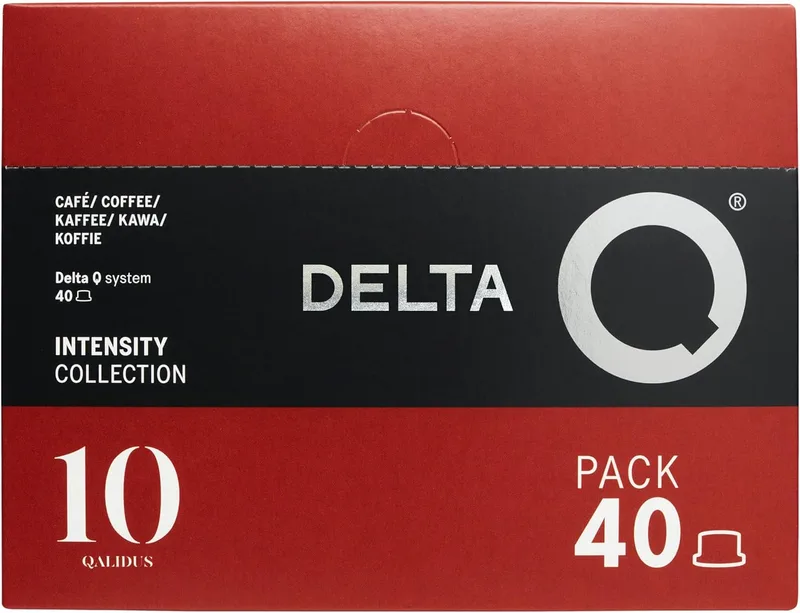 CAFÉ/ COFFEE/
KAFFEE/ KAWA/
KOFFIE
Delta Q system
40
INTENSITY
COLLECTION
DELTA Q®
10
QALIDUS
PACK
40